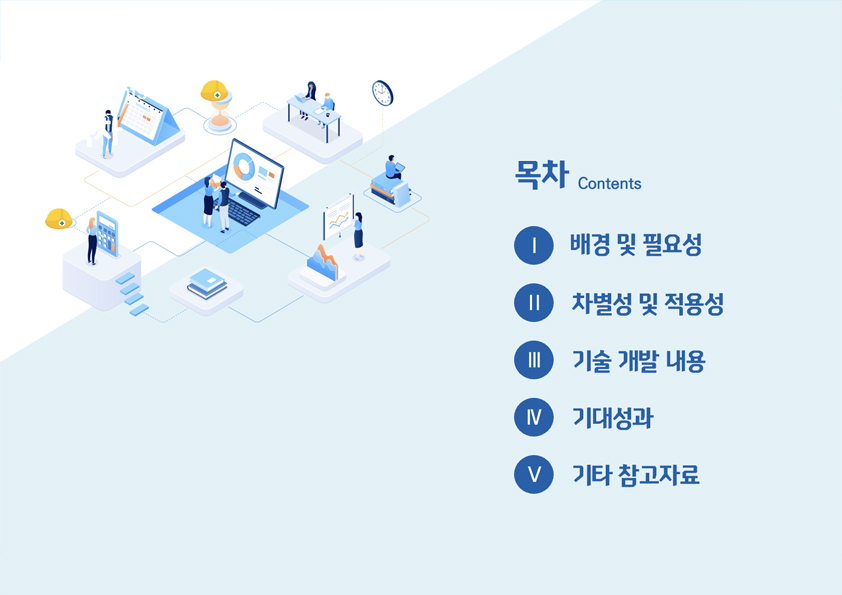 목차 Contents
Ⅰ 배경 및 필요성
Ⅱ 차별성 및 적용성
Ⅲ 기술 개발 내용
Ⅳ 기대성과
Ⅴ 기타 참고자료